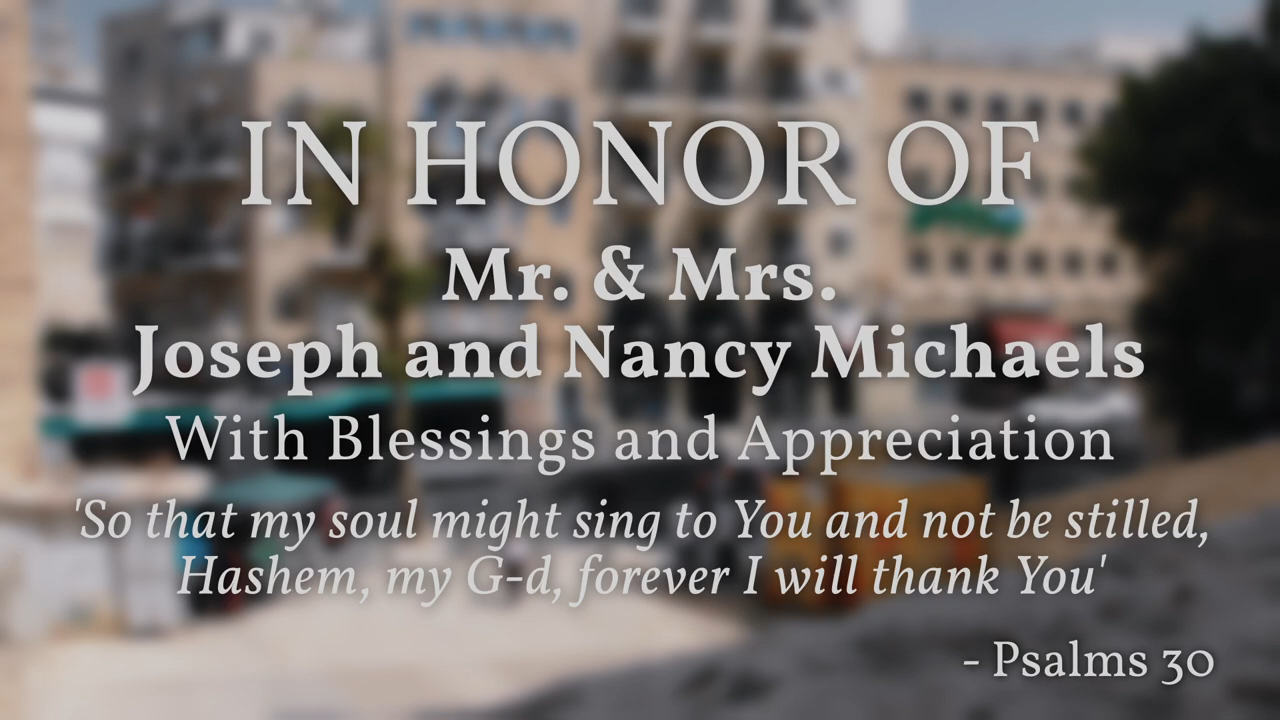 IN HONOR OF
Mr. & Mrs.
Joseph and Nancy Michaels
With Blessings and Appreciation
'So that my soul might sing to You and not be stilled,
Hashem, my G-d, forever I will thank You'
- Psalms 30